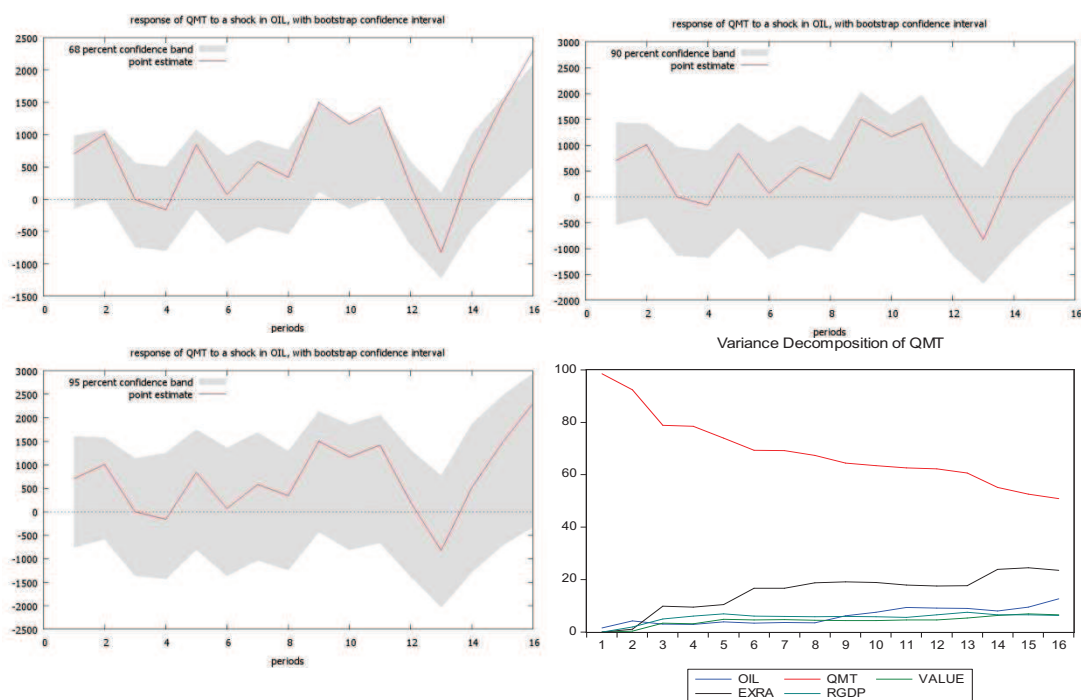 response of QMT to a shock in OIL, with bootstrap confidence interval
68 percent confidence band
point estimate
2500
2000
1500
1000
500
0
-500
-1000
-1500
0 2 4 6 8 10 12 14 16
periods
response of QMT to a shock in OIL, with bootstrap confidence interval
90 percent confidence band
point estimate
3000
2500
2000
1500
1000
500
0
-500
-1000
-1500
-2000
0 2 4 6 8 10 12 14 16
periods
response of QMT to a shock in OIL, with bootstrap confidence interval
95 percent confidence band
point estimate
3000
2500
2000
1500
1000
500
0
-500
-1000
-1500
-2000
-2500
0 2 4 6 8 10 12 14 16
periods
Variance Decomposition of QMT
100
80
60
40
20
0
1 2 3 4 5 6 7 8 9 10 11 12 13 14 15 16
OIL QMT VALUE
EXRA RGDP